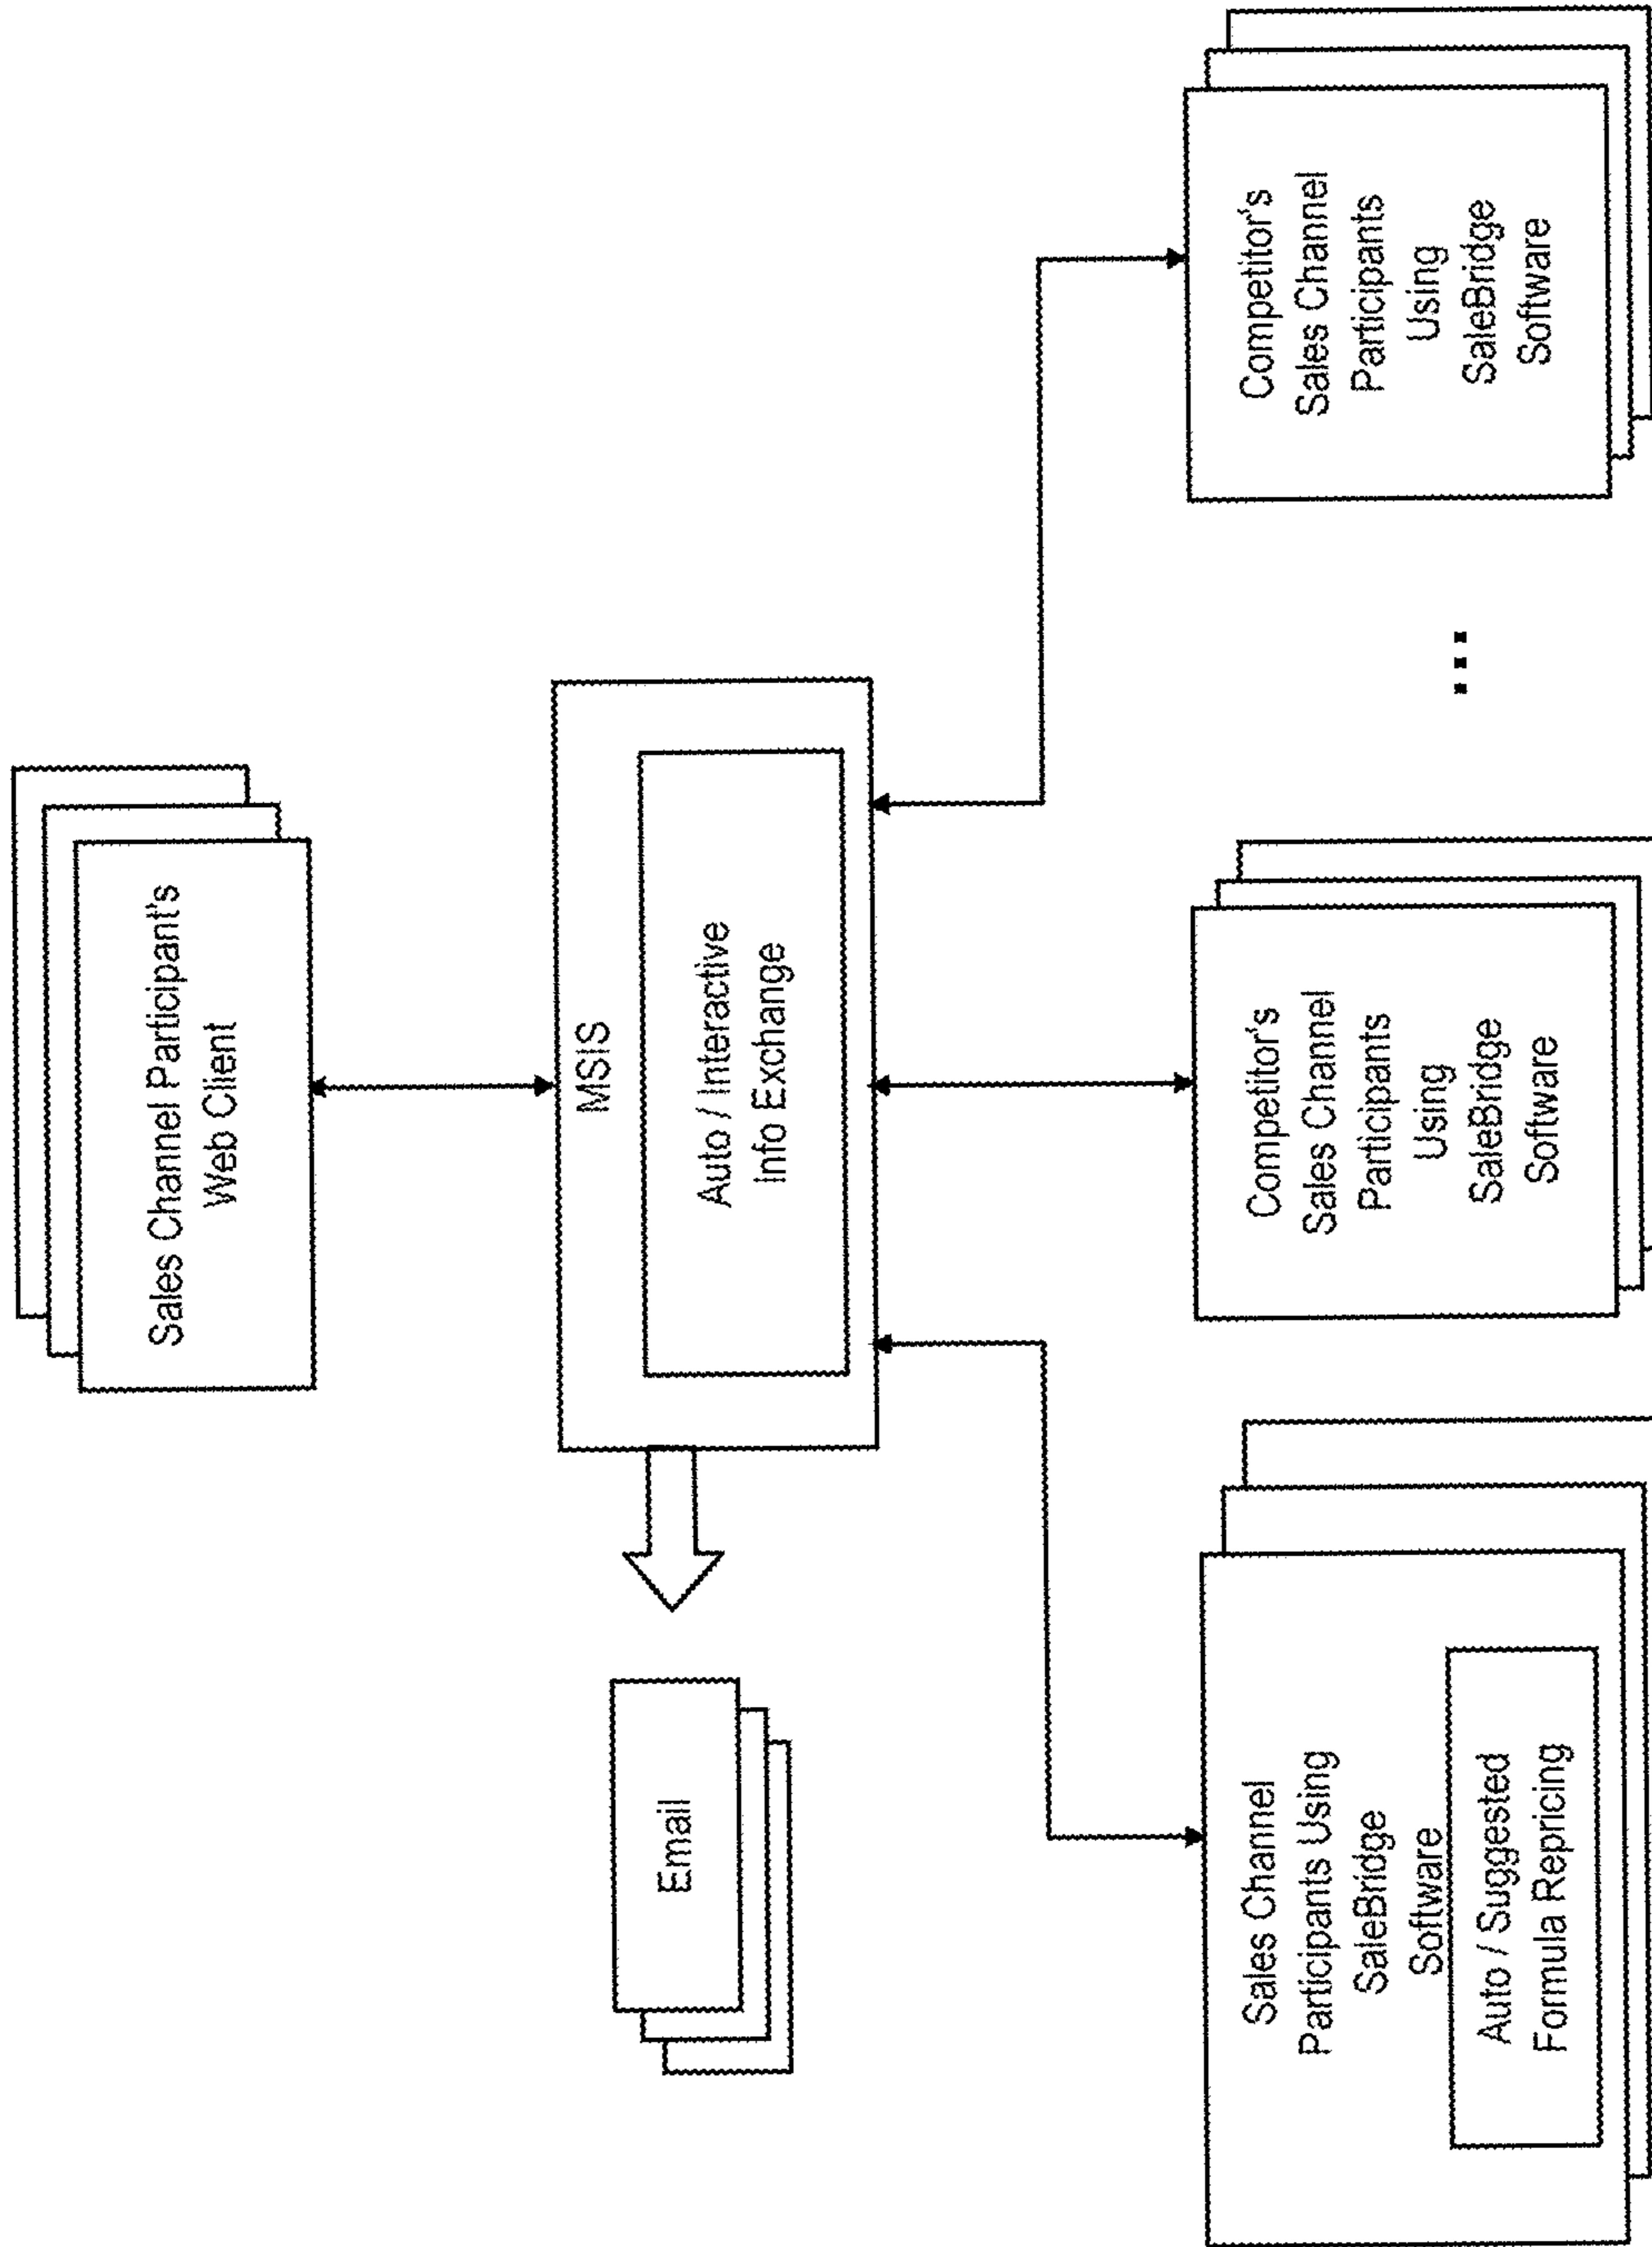 Sales Channel Participant's
Web Client
Email
MSIS
Auto / Interactive
Info Exchange
Sales Channel
Participants Using
SaleBridge
Software
Auto / Suggested
Formula Repricing
Competitor's
Sales Channel
Participants
Using
SaleBridge
Software
...
Competitor's
Sales Channel
Participants
Using
SaleBridge
Software